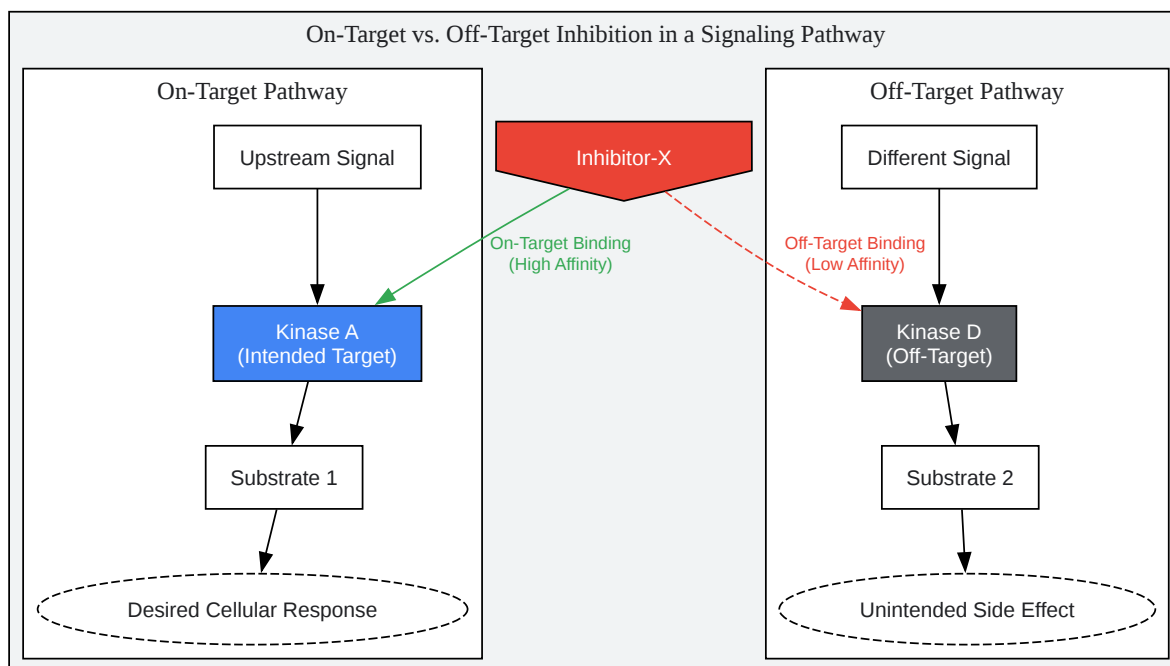 On-Target vs. Off-Target Inhibition in a Signaling Pathway
On-Target Pathway
Upstream Signal
Kinase A
(Intended Target)
Substrate 1
Desired Cellular Response
Inhibitor-X
On-Target Binding
(High Affinity)
Off-Target Binding
(Low Affinity)
Off-Target Pathway
Different Signal
Kinase D
(Off-Target)
Substrate 2
Unintended Side Effect